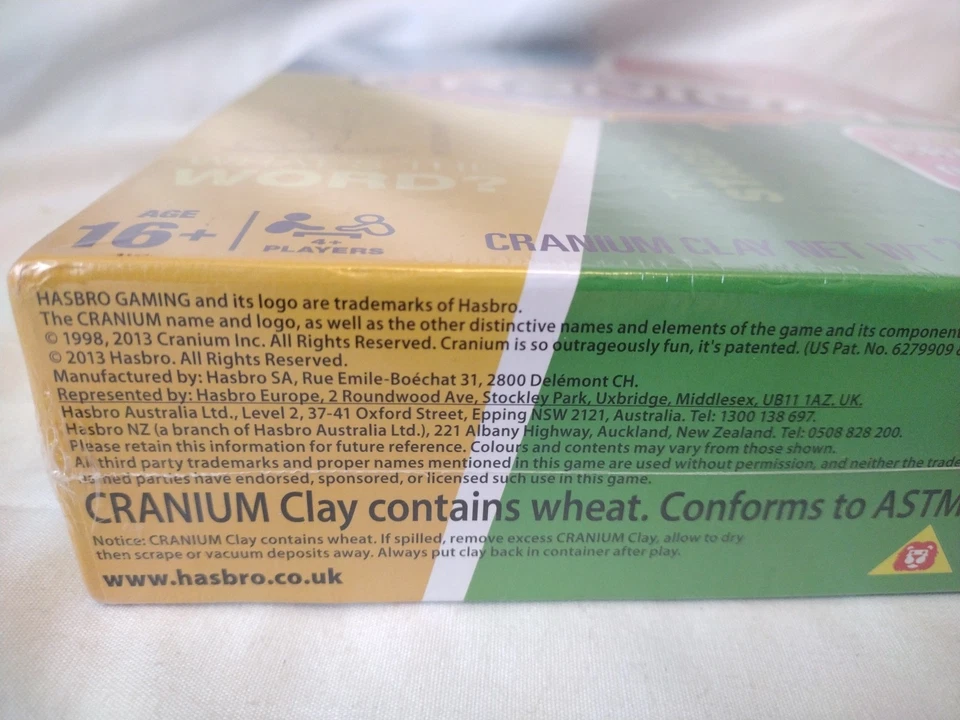 WORD?
AGE
16+
4+
PLAYERS
CRANIUM CLAY NET WT
HASBRO GAMING and its logo are trademarks of Hasbro.
The CRANIUM name and logo, as well as the other distinctive names and elements of the game and its component
© 1998, 2013 Cranium Inc. All Rights Reserved. Cranium is so outrageously fun, it's patented. (US Pat. No. 6279909
© 2013 Hasbro. All Rights Reserved.
Manufactured by: Hasbro SA, Rue Emile-Boéchat 31, 2800 Delémont CH.
Represented by: Hasbro Europe, 2 Roundwood Ave, Stockley Park, Uxbridge, Middlesex, UB11 1AZ. UK.
Hasbro Australia Ltd., Level 2, 37-41 Oxford Street, Epping NSW 2121, Australia. Tel: 1300 138 697.
Hasbro NZ (a branch of Hasbro Australia Ltd.), 221 Albany Highway, Auckland, New Zealand. Tel: 0508 828 200.
Please retain this information for future reference. Colours and contents may vary from those shown.
All third party trademarks and proper names mentioned in this game are used without permission, and neither the trade
named parties have endorsed, sponsored, or licensed such use in this game.
CRANIUM Clay contains wheat. Conforms to ASTM
Notice: CRANIUM Clay contains wheat. If spilled, remove excess CRANIUM Clay, allow to dry
then scrape or vacuum deposits away. Always put clay back in container after play.
www.hasbro.co.uk